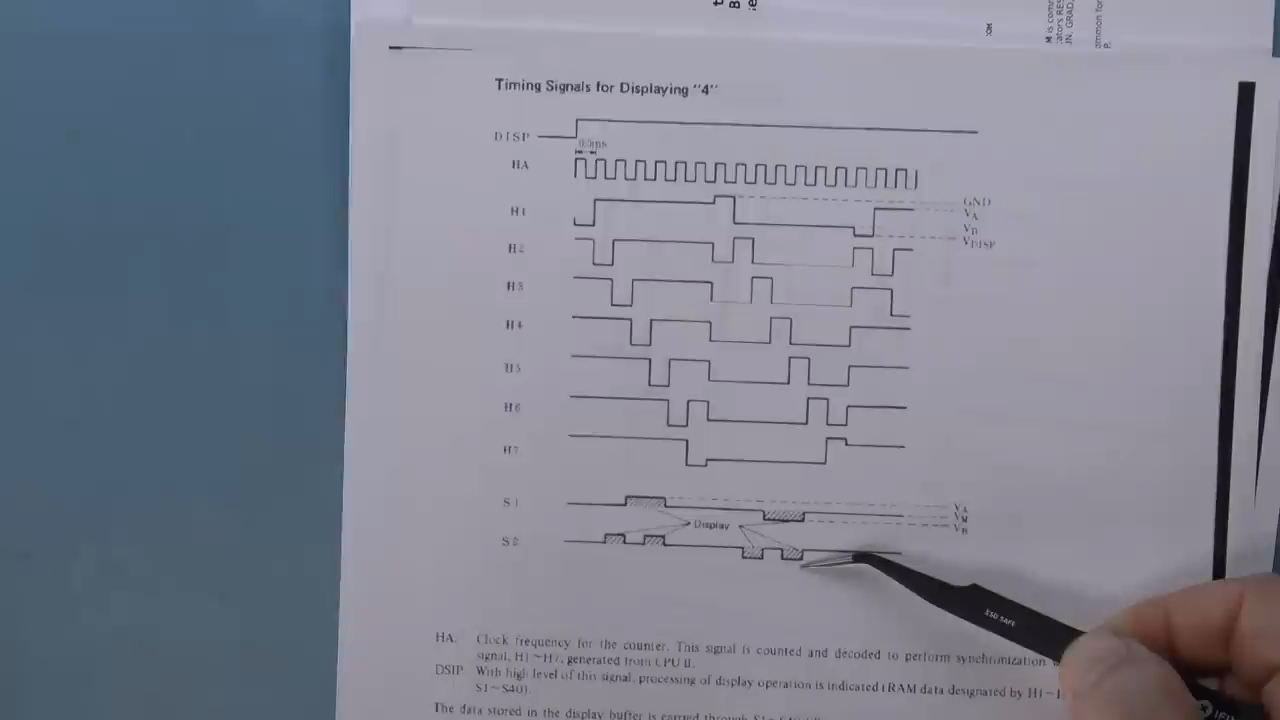 Timing Signals for Displaying "4"
DISP
HA
H1
GND
VA
VB
VDISP
H2
H3
H4
H5
H6
H7
S1
VA
VM
VB
Display
S2
ESD SAFE
HA: Clock frequency for the counter. This signal is counted and decoded to perform synchronization
signal, H1~H7, generated from CPU II.
DSIP With high level of this signal, processing of display operation is indicated (RAM data designated by H1~
S1~S40).
The data stored in the display buffer is carried through